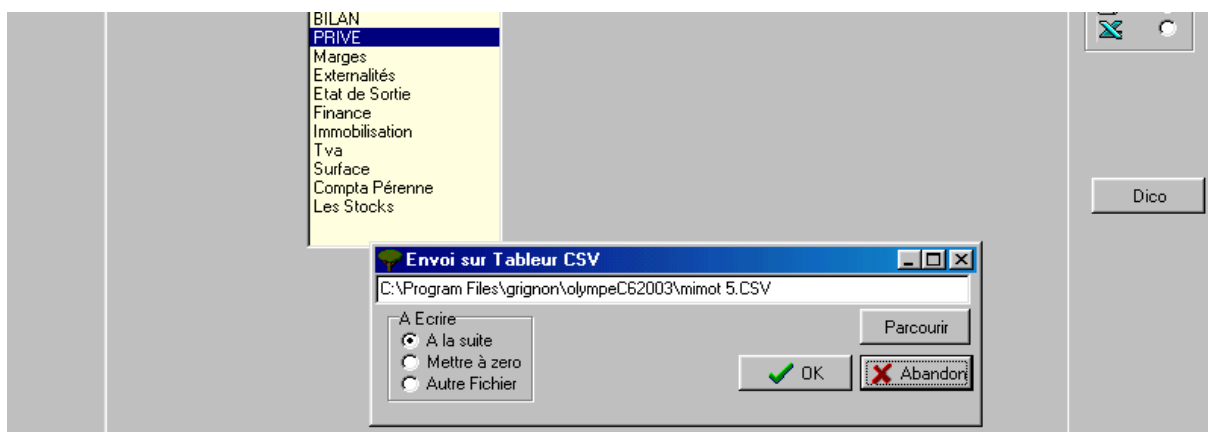 BILAN
PRIVE
Marges
Externalités
Etat de Sortie
Finance
Immobilisation
Tva
Surface
Compta Pérenne
Les Stocks
Dico
Envoi sur Tableur CSV
C:\Program Files\grignon\olympeC62003\mimot 5.CSV
A Ecrire
A la suite
Mettre à zero
Autre Fichier
Parcourir
OK
Abandon